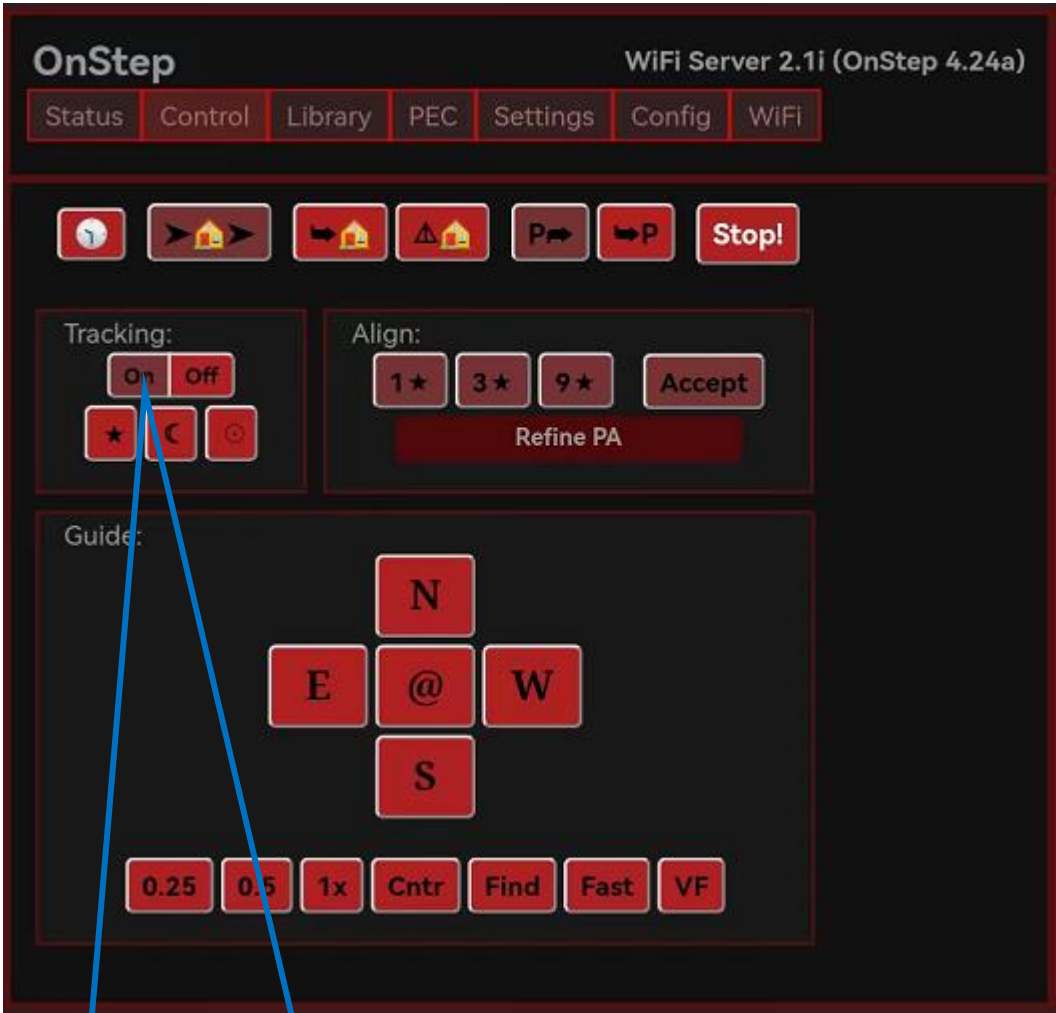 OnStep
WiFi Server 2.1i (OnStep 4.24a)
Status Control Library PEC Settings Config WiFi
P P Stop!
Tracking: Align:
On Off 1★ 3★ 9★ Accept
★ ☾ ☉ Refine PA
Guide:
N
E @ W
S
0.25 0.5 1x Cntr Find Fast VF